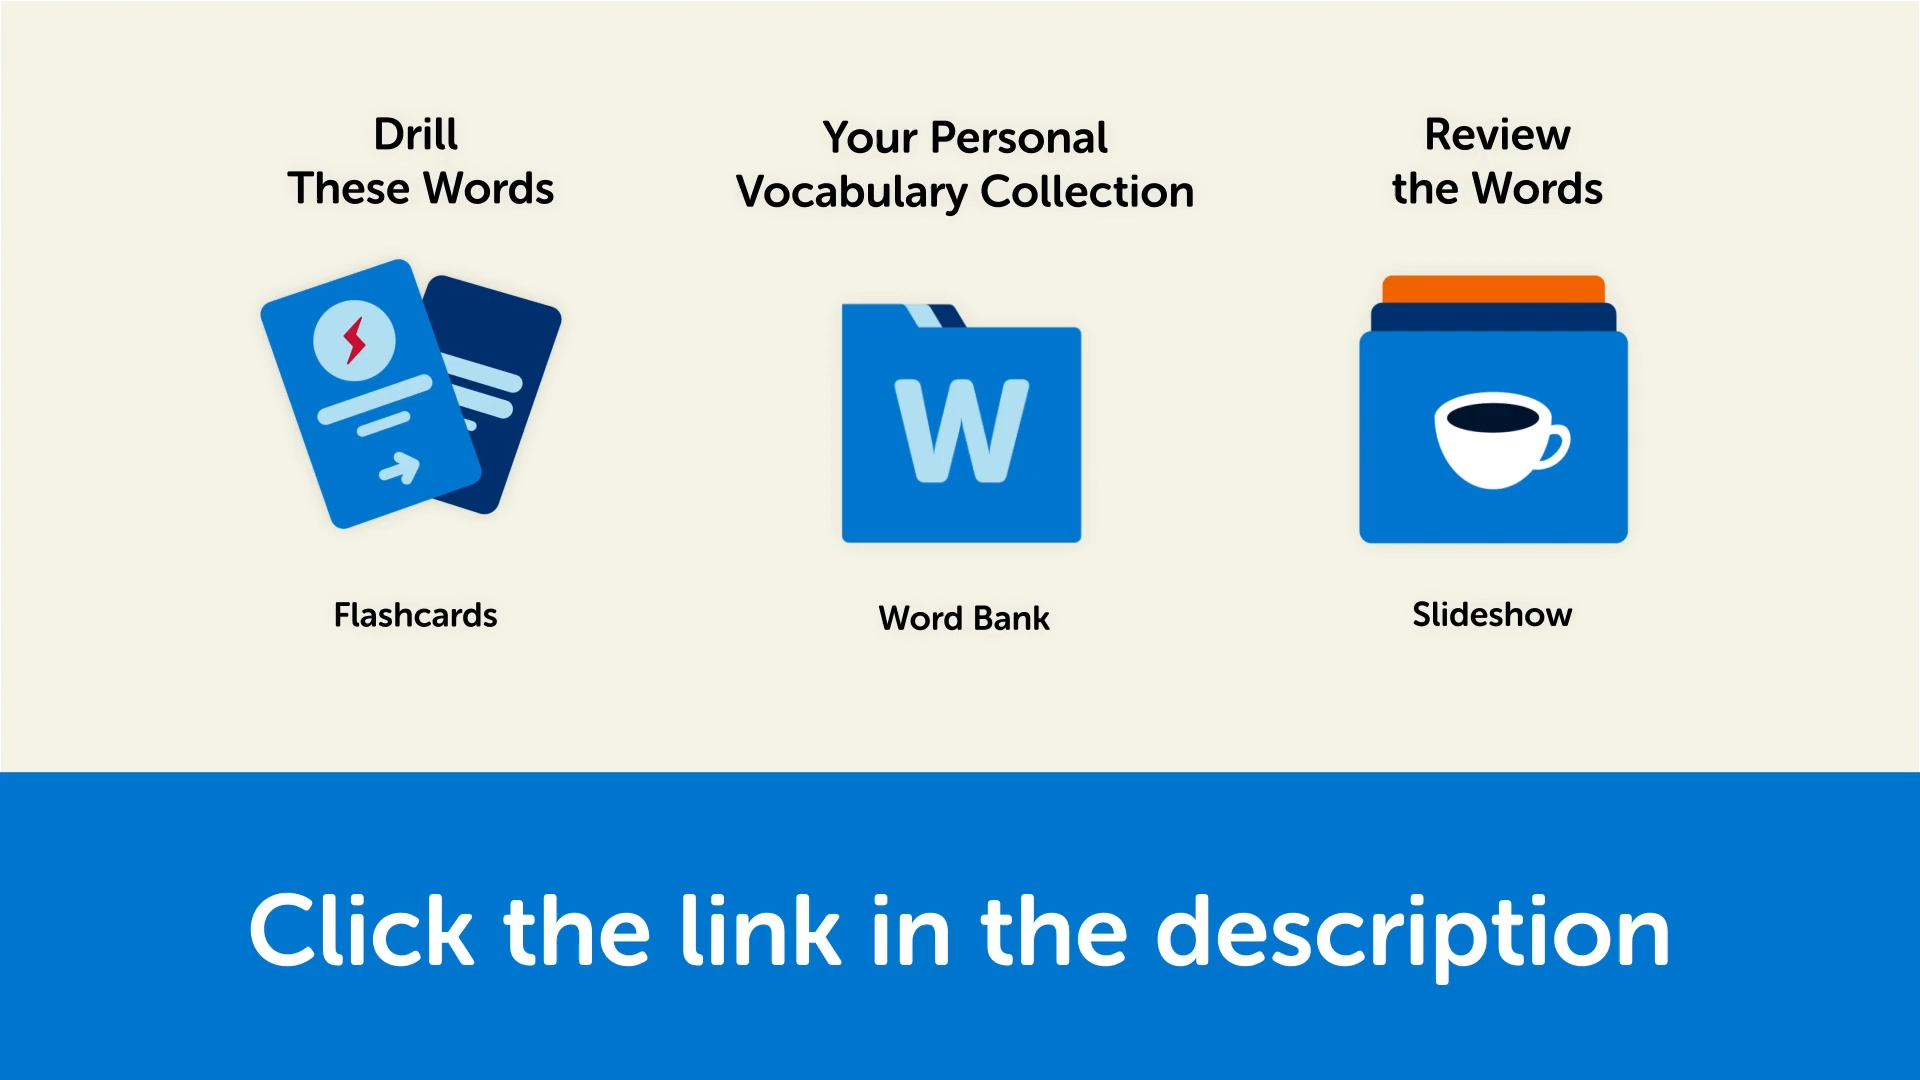 Drill
These Words
Your Personal
Vocabulary Collection
Review
the Words
W
Flashcards
Word Bank
Slideshow
Click the link in the description